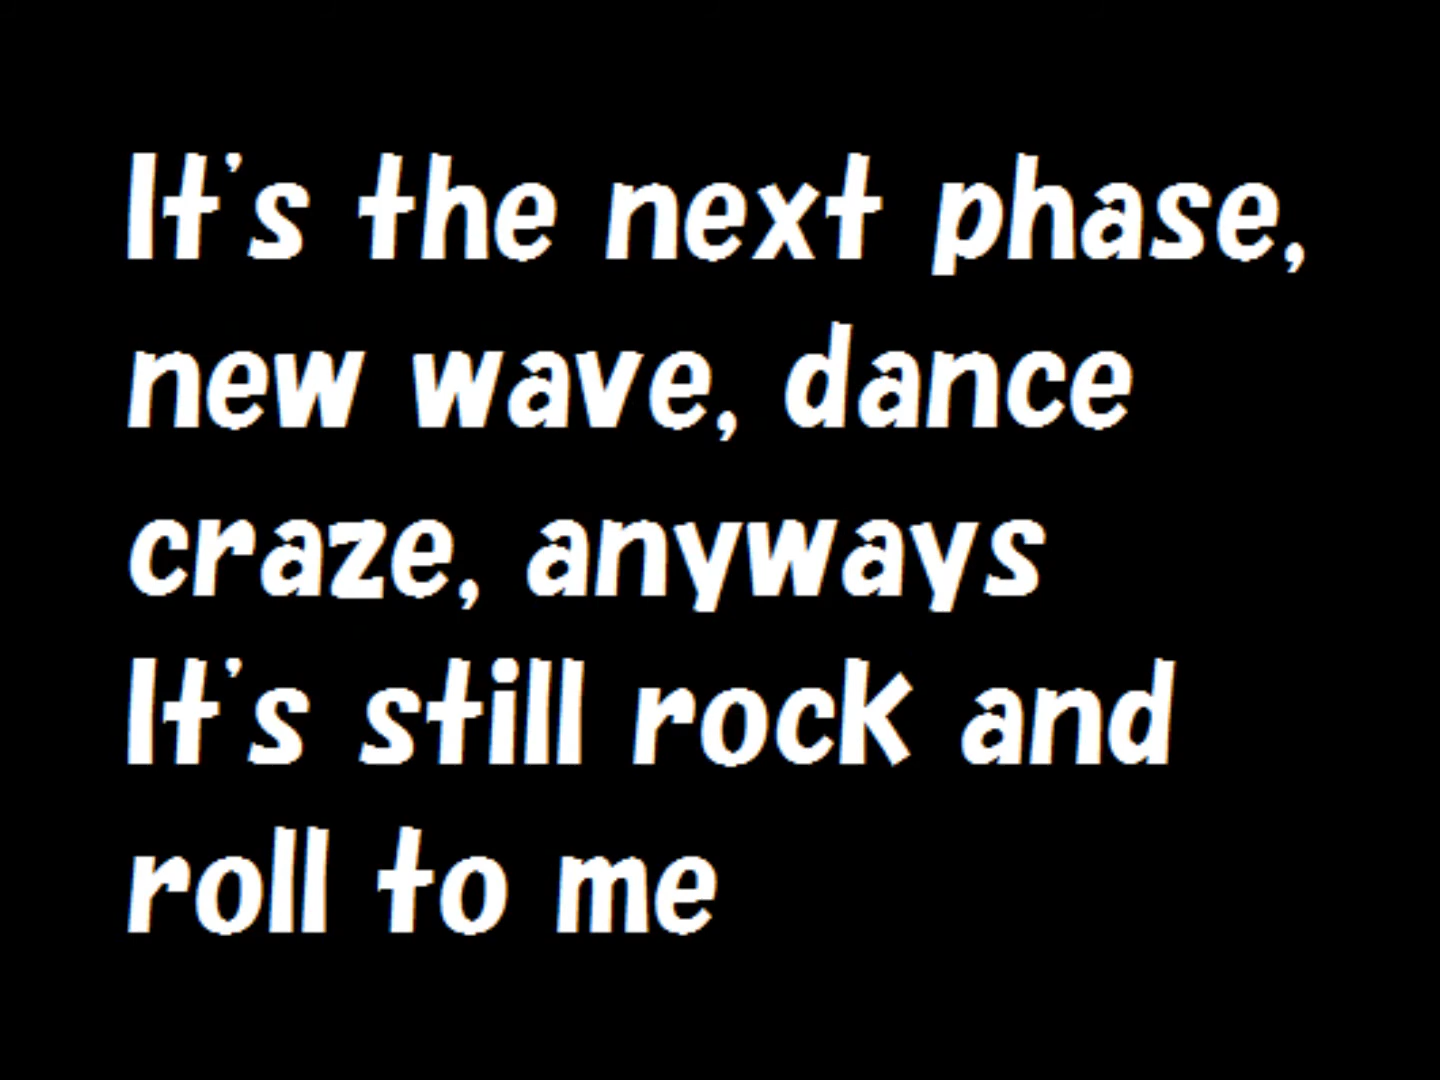 It's the next phase,
new wave, dance
craze, anyways
It's still rock and
roll to me